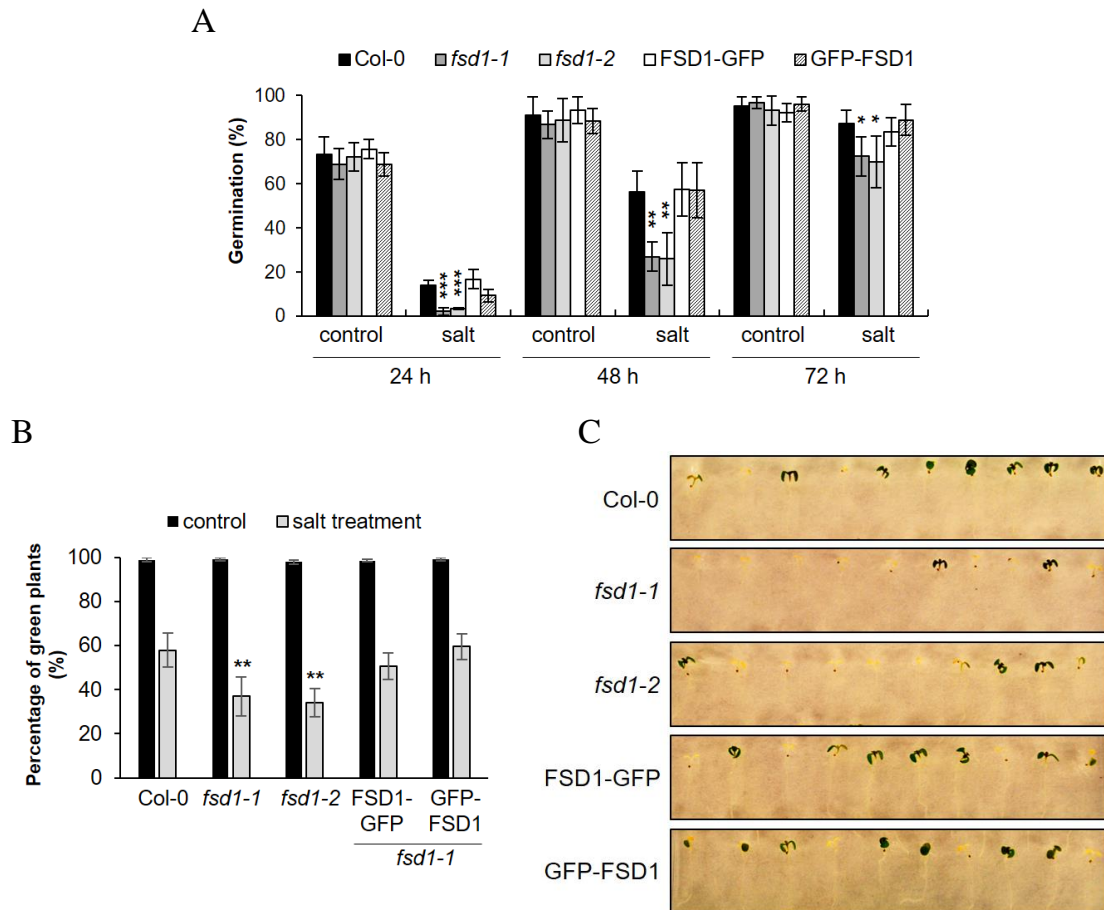 A
Col-0 fsd1-1 fsd1-2 FSD1-GFP GFP-FSD1
Germination (%)
100
80
60
40
20
0
*** ***
** **
* *
control salt control salt control salt
24 h 48 h 72 h
B
control salt treatment
Percentage of green plants
(%)
100
80
60
40
20
0
** **
Col-0 fsd1-1 fsd1-2 FSD1- GFP-
GFP FSD1
fsd1-1
C
Col-0
fsd1-1
fsd1-2
FSD1-GFP
GFP-FSD1